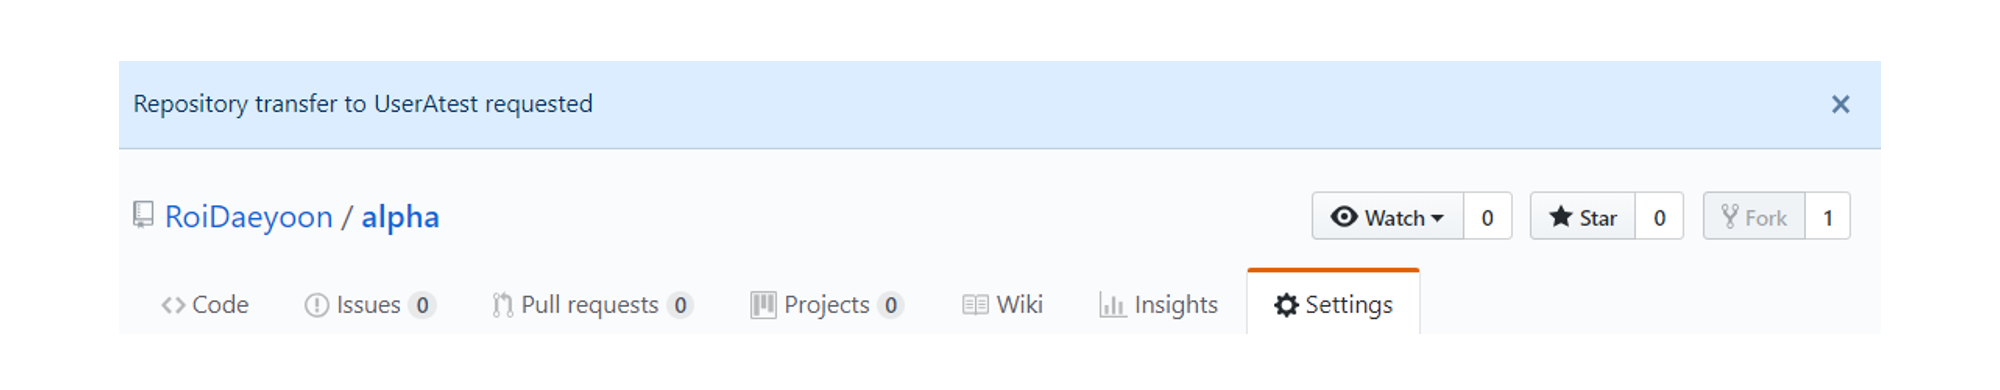 Repository transfer to UserAtest requested
RoiDaeyoon / alpha
Watch 0 Star 0 Fork 1
Code Issues 0 Pull requests 0 Projects 0 Wiki Insights Settings